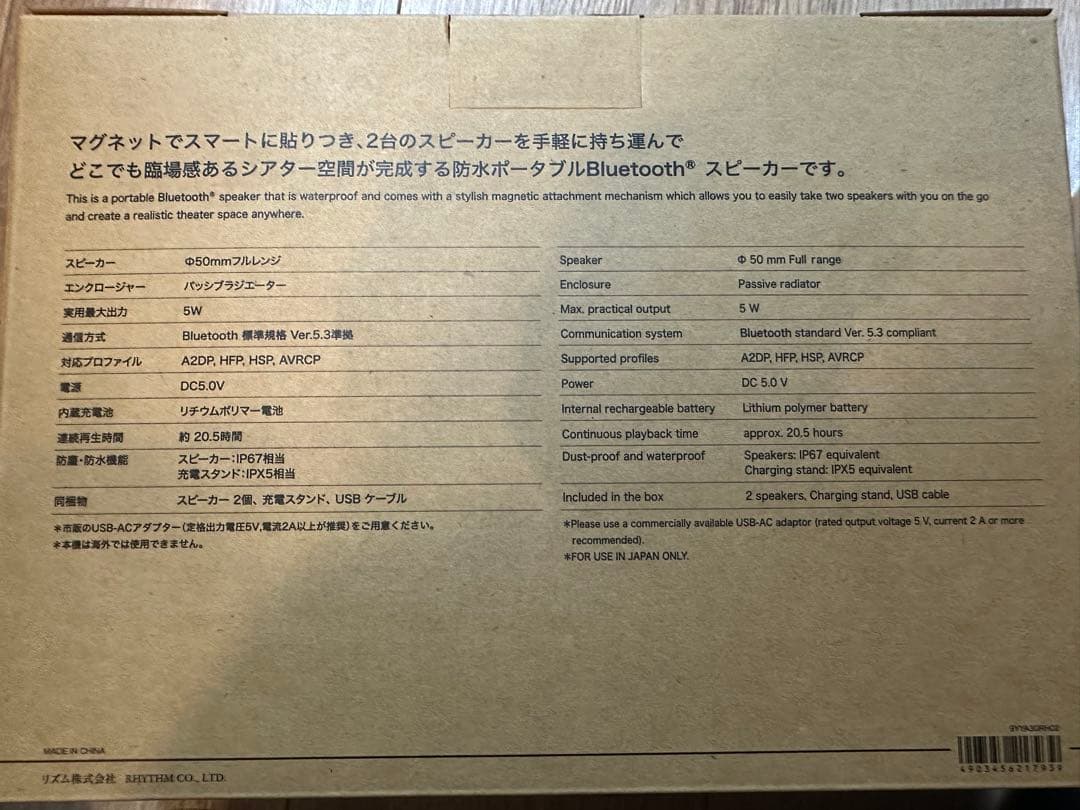 マグネットでスマートに貼りつき、2台のスピーカーを手軽に持ち運んで
どこでも臨場感あるシアター空間が完成する防水ポータブルBluetooth® スピーカーです。
This is a portable Bluetooth® speaker that is waterproof and comes with a stylish magnetic attachment mechanism which allows you to easily take two speakers with you on the go
and create a realistic theater space anywhere.
スピーカー Φ50mmフルレンジ
エンクロージャー パッシブラジエーター
実用最大出力 5W
通信方式 Bluetooth 標準規格 Ver.5.3準拠
対応プロファイル A2DP, HFP, HSP, AVRCP
電源 DC5.0V
内蔵充電池 リチウムポリマー電池
連続再生時間 約 20.5時間
防塵・防水機能 スピーカー：IP67相当
充電スタンド：IPX5相当
同梱物 スピーカー 2個、充電スタンド、USB ケーブル
＊市販のUSB-ACアダプター（定格出力電圧5V,電流2A以上が推奨）をご用意ください。
＊本機は海外では使用できません。
Speaker Φ 50 mm Full range
Enclosure Passive radiator
Max. practical output 5 W
Communication system Bluetooth standard Ver. 5.3 compliant
Supported profiles A2DP, HFP, HSP, AVRCP
Power DC 5.0 V
Internal rechargeable battery Lithium polymer battery
Continuous playback time approx. 20.5 hours
Dust-proof and waterproof Speakers: IP67 equivalent
Charging stand: IPX5 equivalent
Included in the box 2 speakers, Charging stand, USB cable
＊Please use a commercially available USB-AC adaptor (rated output voltage 5 V, current 2 A or more
recommended).
＊FOR USE IN JAPAN ONLY.
MADE IN CHINA
リズム株式会社 RHYTHM CO., LTD.
9YYA30RH02
4903456217939